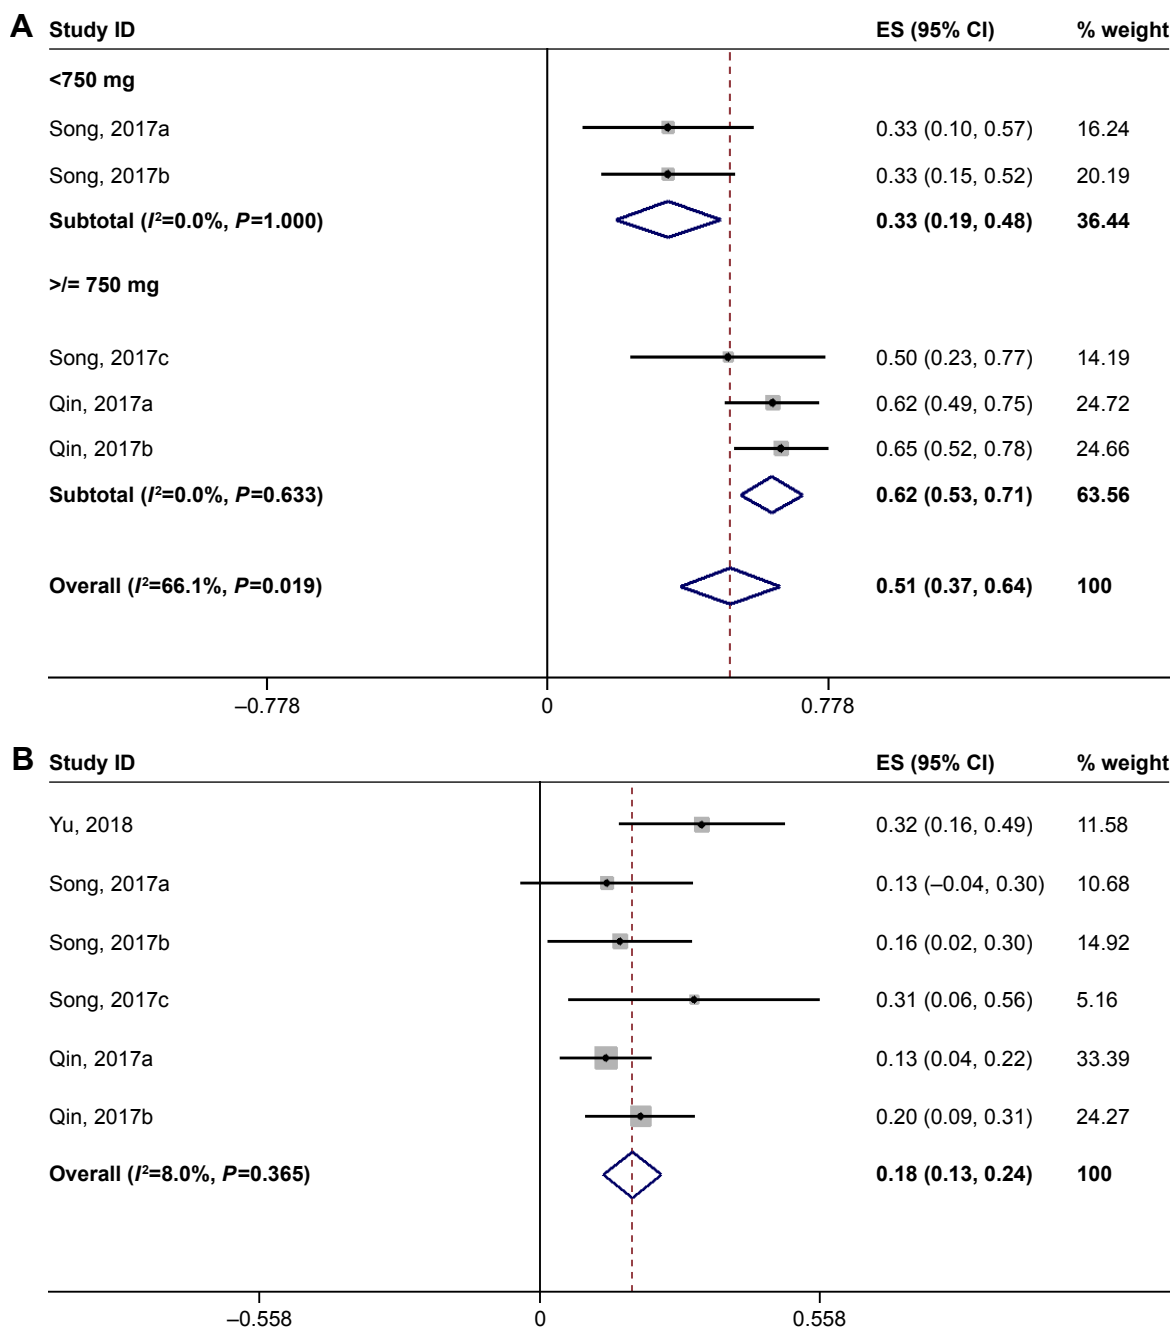 A Study ID ES (95% CI) % weight
<750 mg
Song, 2017a 0.33 (0.10, 0.57) 16.24
Song, 2017b 0.33 (0.15, 0.52) 20.19
Subtotal (I²=0.0%, P=1.000) 0.33 (0.19, 0.48) 36.44
>/= 750 mg
Song, 2017c 0.50 (0.23, 0.77) 14.19
Qin, 2017a 0.62 (0.49, 0.75) 24.72
Qin, 2017b 0.65 (0.52, 0.78) 24.66
Subtotal (I²=0.0%, P=0.633) 0.62 (0.53, 0.71) 63.56
Overall (I²=66.1%, P=0.019) 0.51 (0.37, 0.64) 100
–0.778 0 0.778
B Study ID ES (95% CI) % weight
Yu, 2018 0.32 (0.16, 0.49) 11.58
Song, 2017a 0.13 (–0.04, 0.30) 10.68
Song, 2017b 0.16 (0.02, 0.30) 14.92
Song, 2017c 0.31 (0.06, 0.56) 5.16
Qin, 2017a 0.13 (0.04, 0.22) 33.39
Qin, 2017b 0.20 (0.09, 0.31) 24.27
Overall (I²=8.0%, P=0.365) 0.18 (0.13, 0.24) 100
–0.558 0 0.558